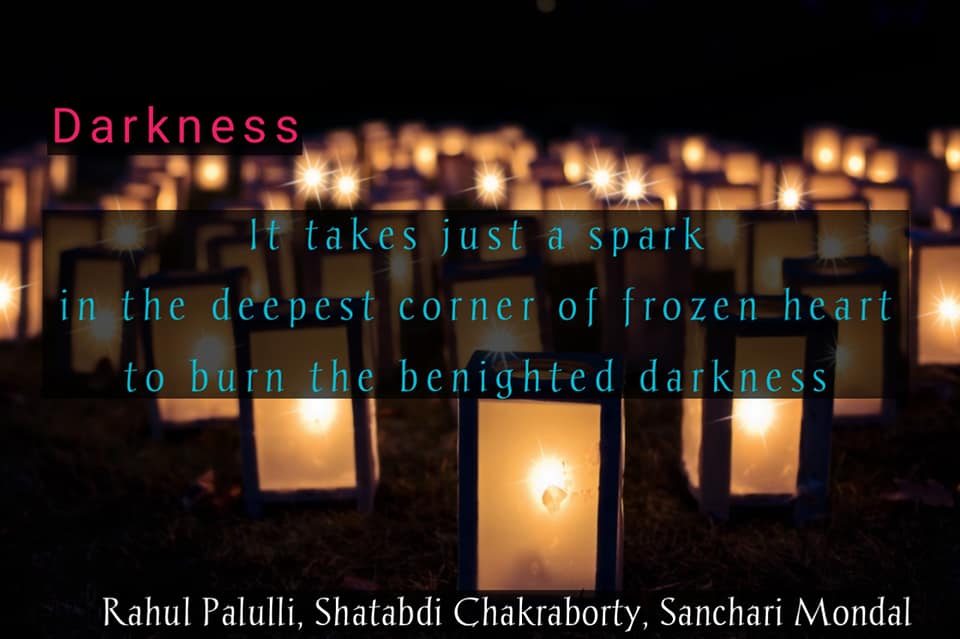 Darkness
It takes just a spark
in the deepest corner of frozen heart
to burn the benighted darkness
Rahul Palulli, Shatabdi Chakraborty, Sanchari Mondal